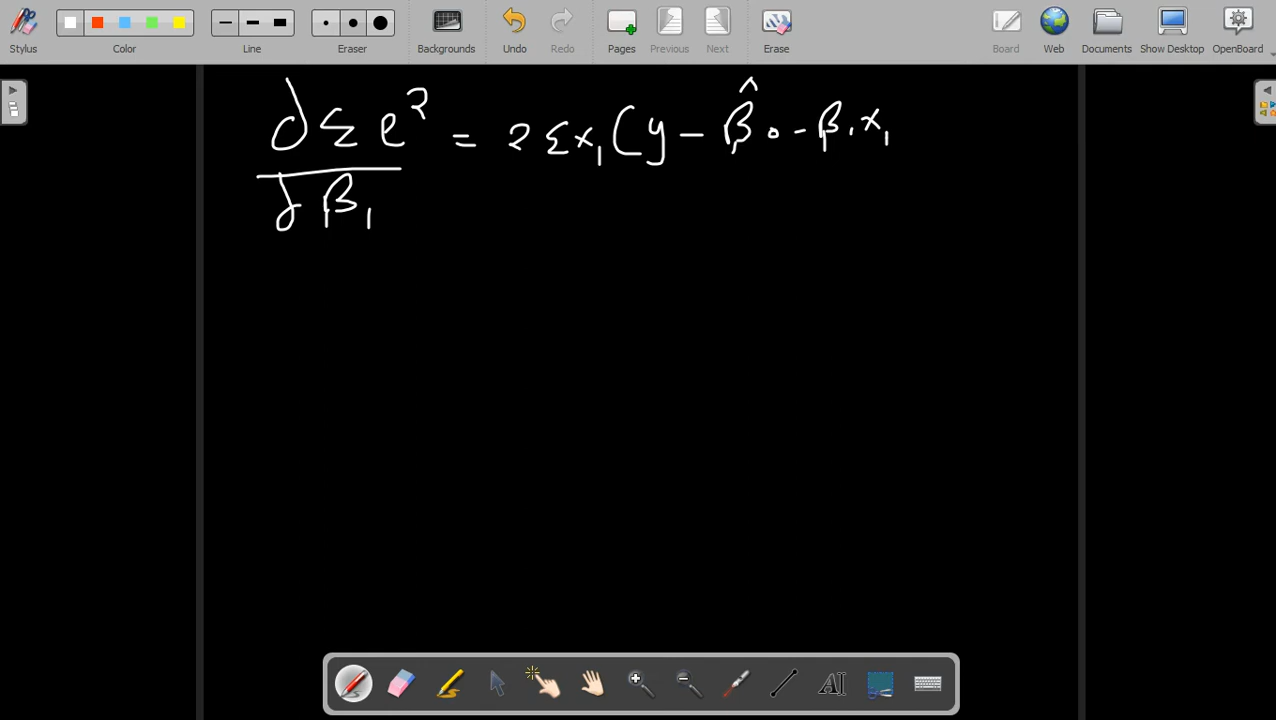 Stylus Color Line Eraser Backgrounds Undo Redo Pages Previous Next Erase Board Web Documents Show Desktop OpenBoard
∂Σe² = 2Σx₁(y - β̂₀ - β₁x₁
∂β₁